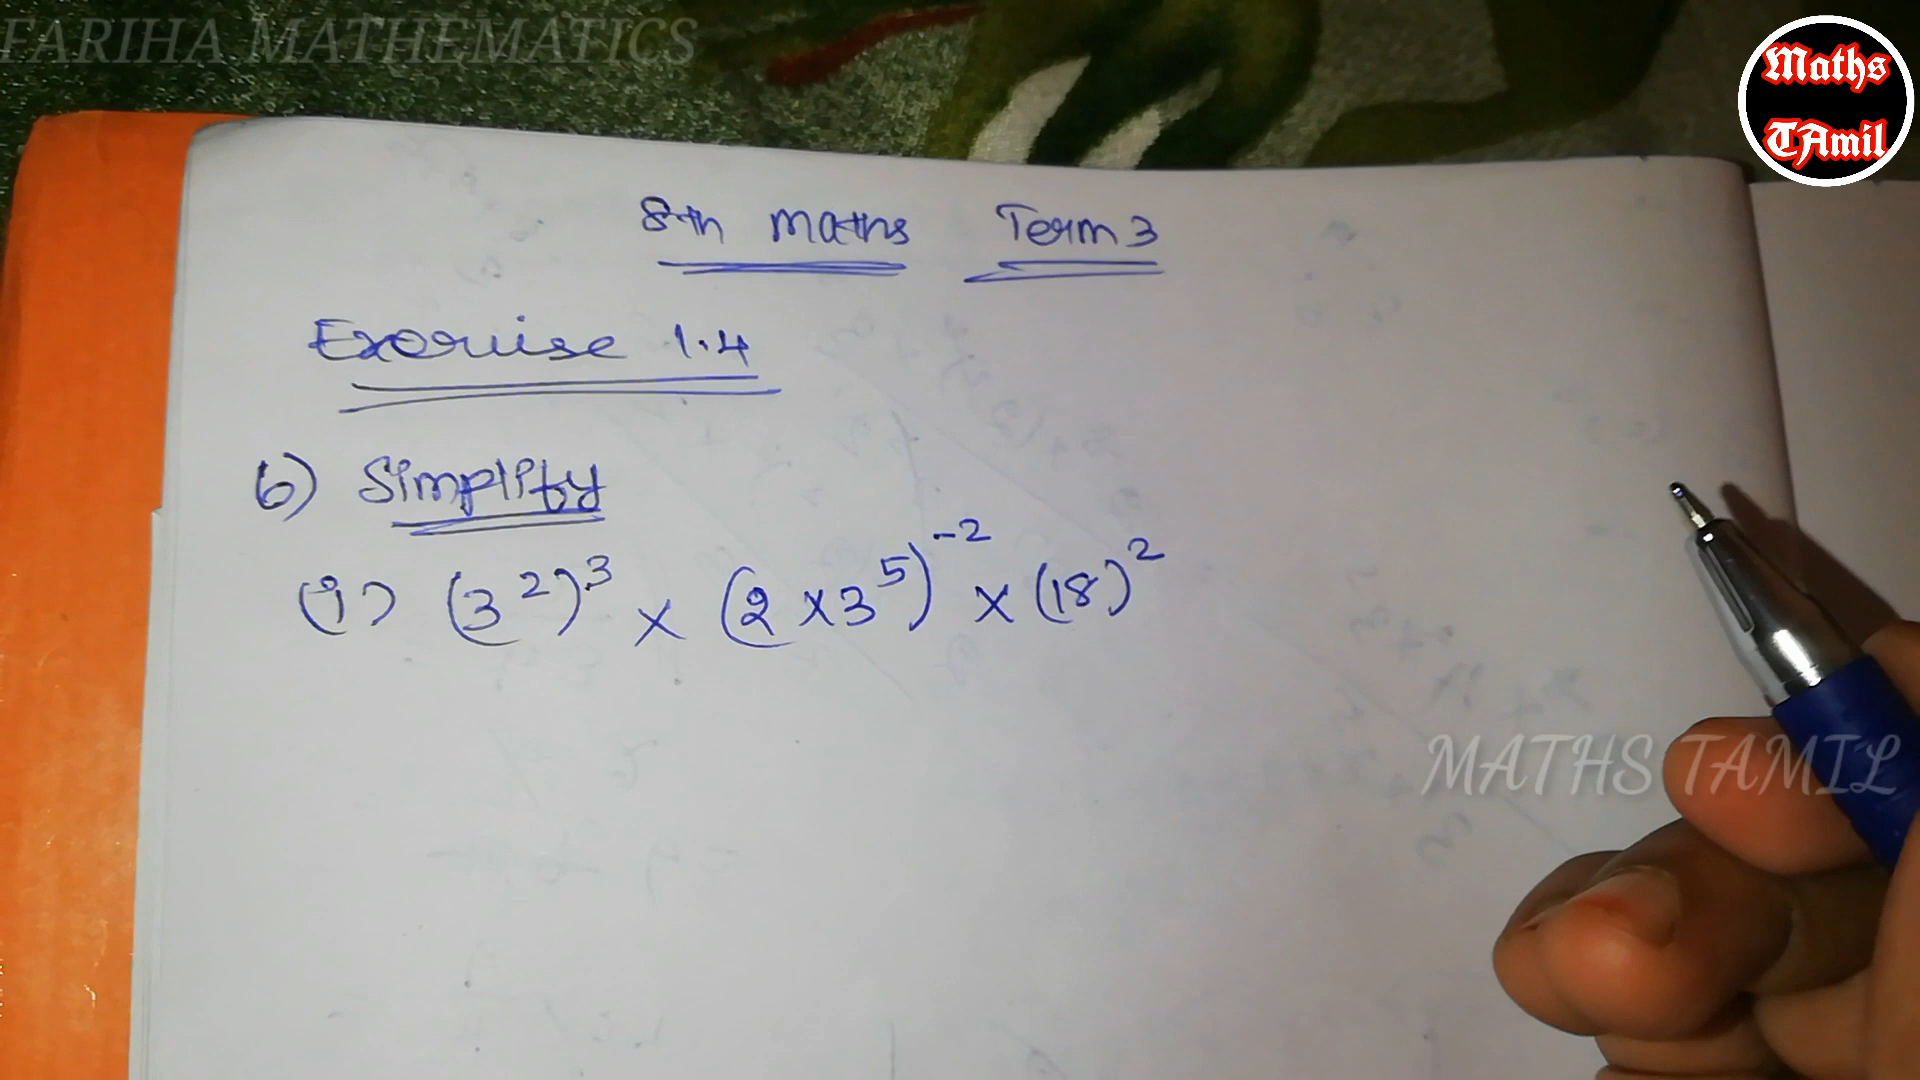 FARIHA MATHEMATICS
Maths
TAmil
8th Maths Term 3
Exercise 1.4
6) Simplify
(i) (3²)³ × (2 × 3⁵)⁻² × (18)²
MATHS TAMIL